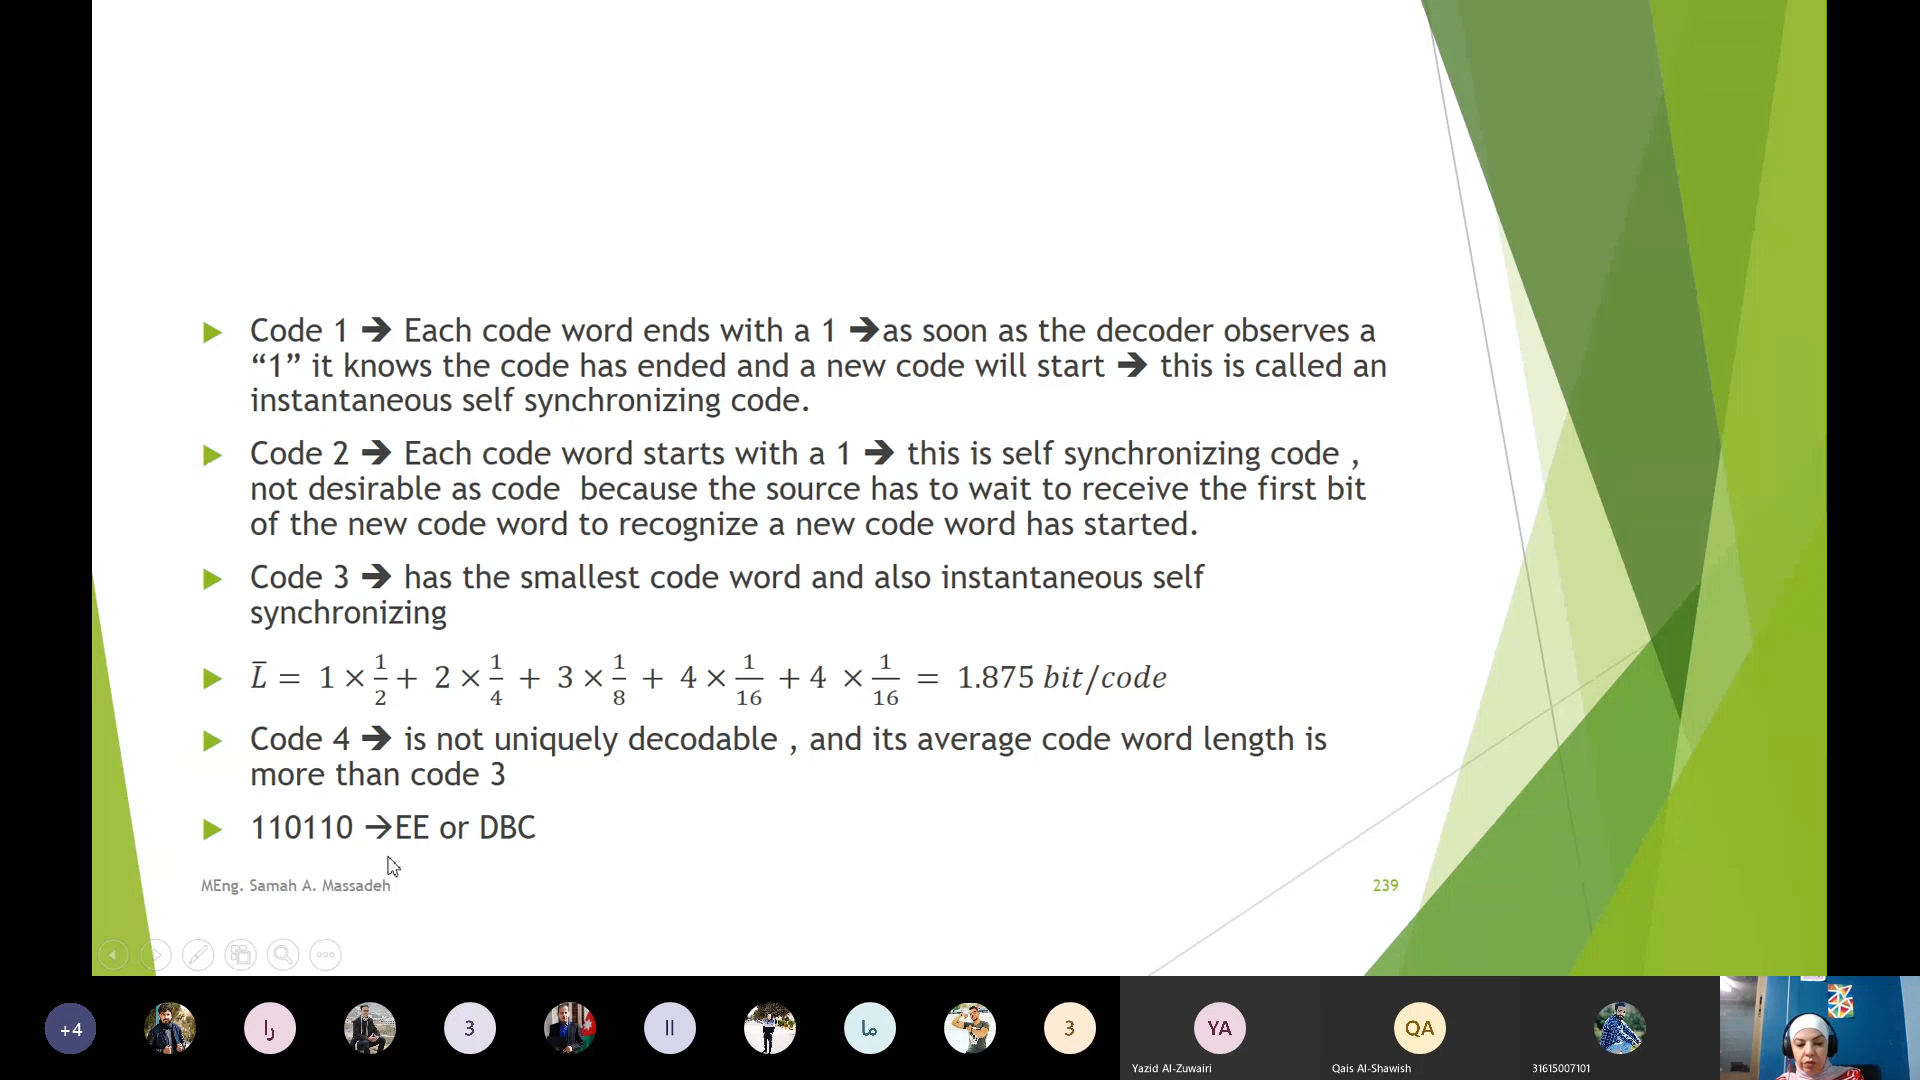 Code 1 ➔ Each code word ends with a 1 ➔as soon as the decoder observes a
“1” it knows the code has ended and a new code will start ➔ this is called an
instantaneous self synchronizing code.
Code 2 ➔ Each code word starts with a 1 ➔ this is self synchronizing code ,
not desirable as code because the source has to wait to receive the first bit
of the new code word to recognize a new code word has started.
Code 3 ➔ has the smallest code word and also instantaneous self
synchronizing
L̄ = 1 × 1/2 + 2 × 1/4 + 3 × 1/8 + 4 × 1/16 + 4 × 1/16 = 1.875 bit/code
Code 4 ➔ is not uniquely decodable , and its average code word length is
more than code 3
110110 →EE or DBC
MEng. Samah A. Massadeh
239
+4
را
3
اا
ما
3
YA
QA
Yazid Al-Zuwairi
Qais Al-Shawish
31615007101